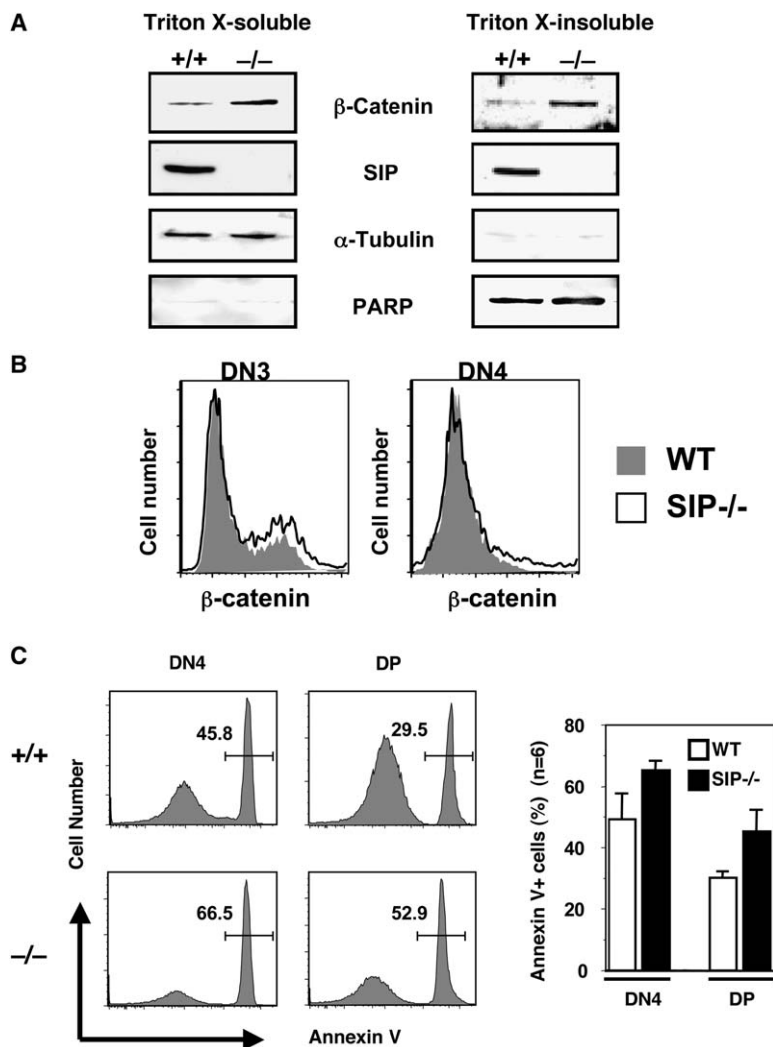 A
Triton X-soluble
Triton X-insoluble
+/+ –/–
+/+ –/–
β-Catenin
SIP
α-Tubulin
PARP
B
DN3
DN4
Cell number
β-catenin
Cell number
β-catenin
WT
SIP-/-
C
DN4
DP
+/+
45.8
29.5
–/–
66.5
52.9
Cell Number
Annexin V
Annexin V+ cells (%) (n=6)
80
60
40
20
0
WT
SIP-/-
DN4
DP